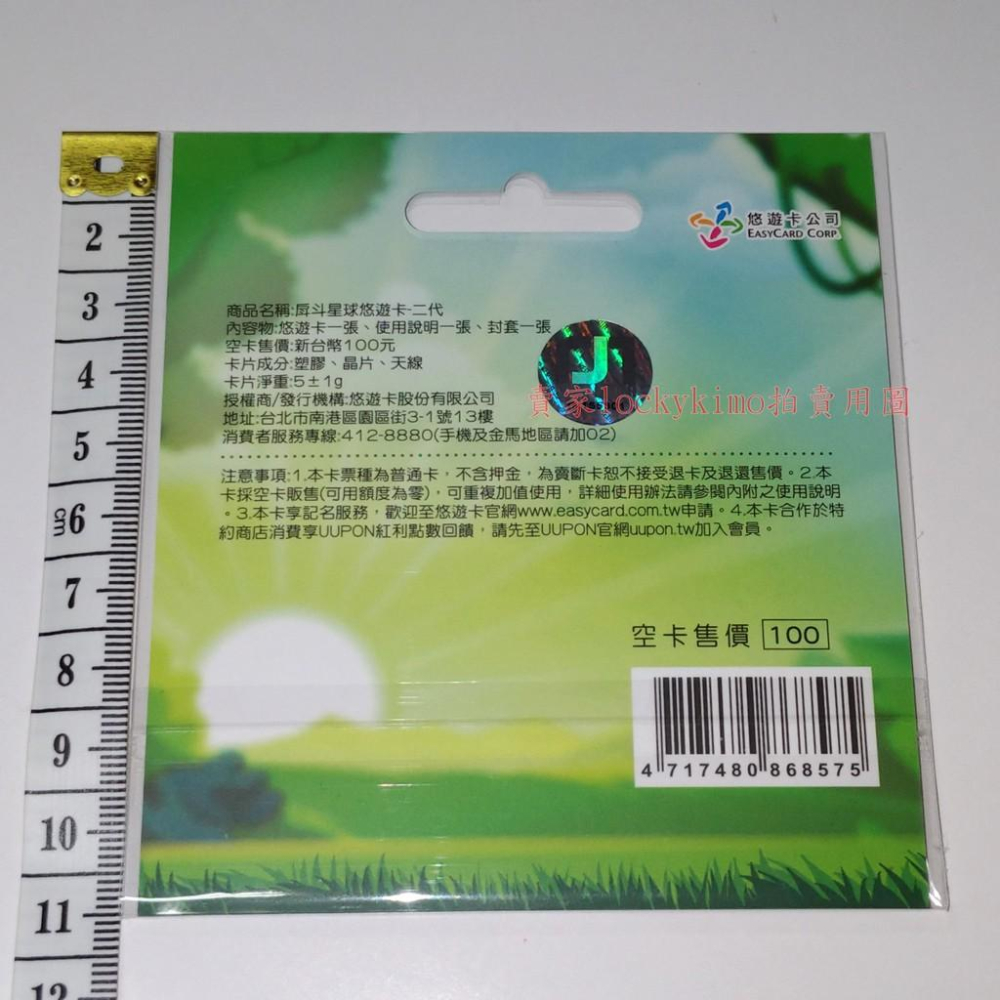 悠遊卡公司
EASYCARD CORP.
商品名稱:戽斗星球悠遊卡-二代
內容物:悠遊卡一張、使用說明一張、封套一張
空卡售價:新台幣100元
卡片成分:塑膠、晶片、天線
卡片淨重:5±1g
授權商/發行機構:悠遊卡股份有限公司
地址:台北市南港區園區街3-1號13樓
消費者服務專線:412-8880(手機及金馬地區請加02)
賣家lockykimo拍賣用圖
注意事項:1.本卡票種為普通卡，不含押金，為賣斷卡恕不接受退卡及退還售價。2.本
卡採空卡販售(可用額度為零)，可重複加值使用，詳細使用辦法請參閱內附之使用說明
。3.本卡享記名服務，歡迎至悠遊卡官網www.easycard.com.tw申請。4.本卡合作於特
約商店消費享UUPON紅利點數回饋，請先至UUPON官網uupon.tw加入會員。
空卡售價 100
4 717480 868575
2
3
4
5
cm 6
7
8
9
10
11
12